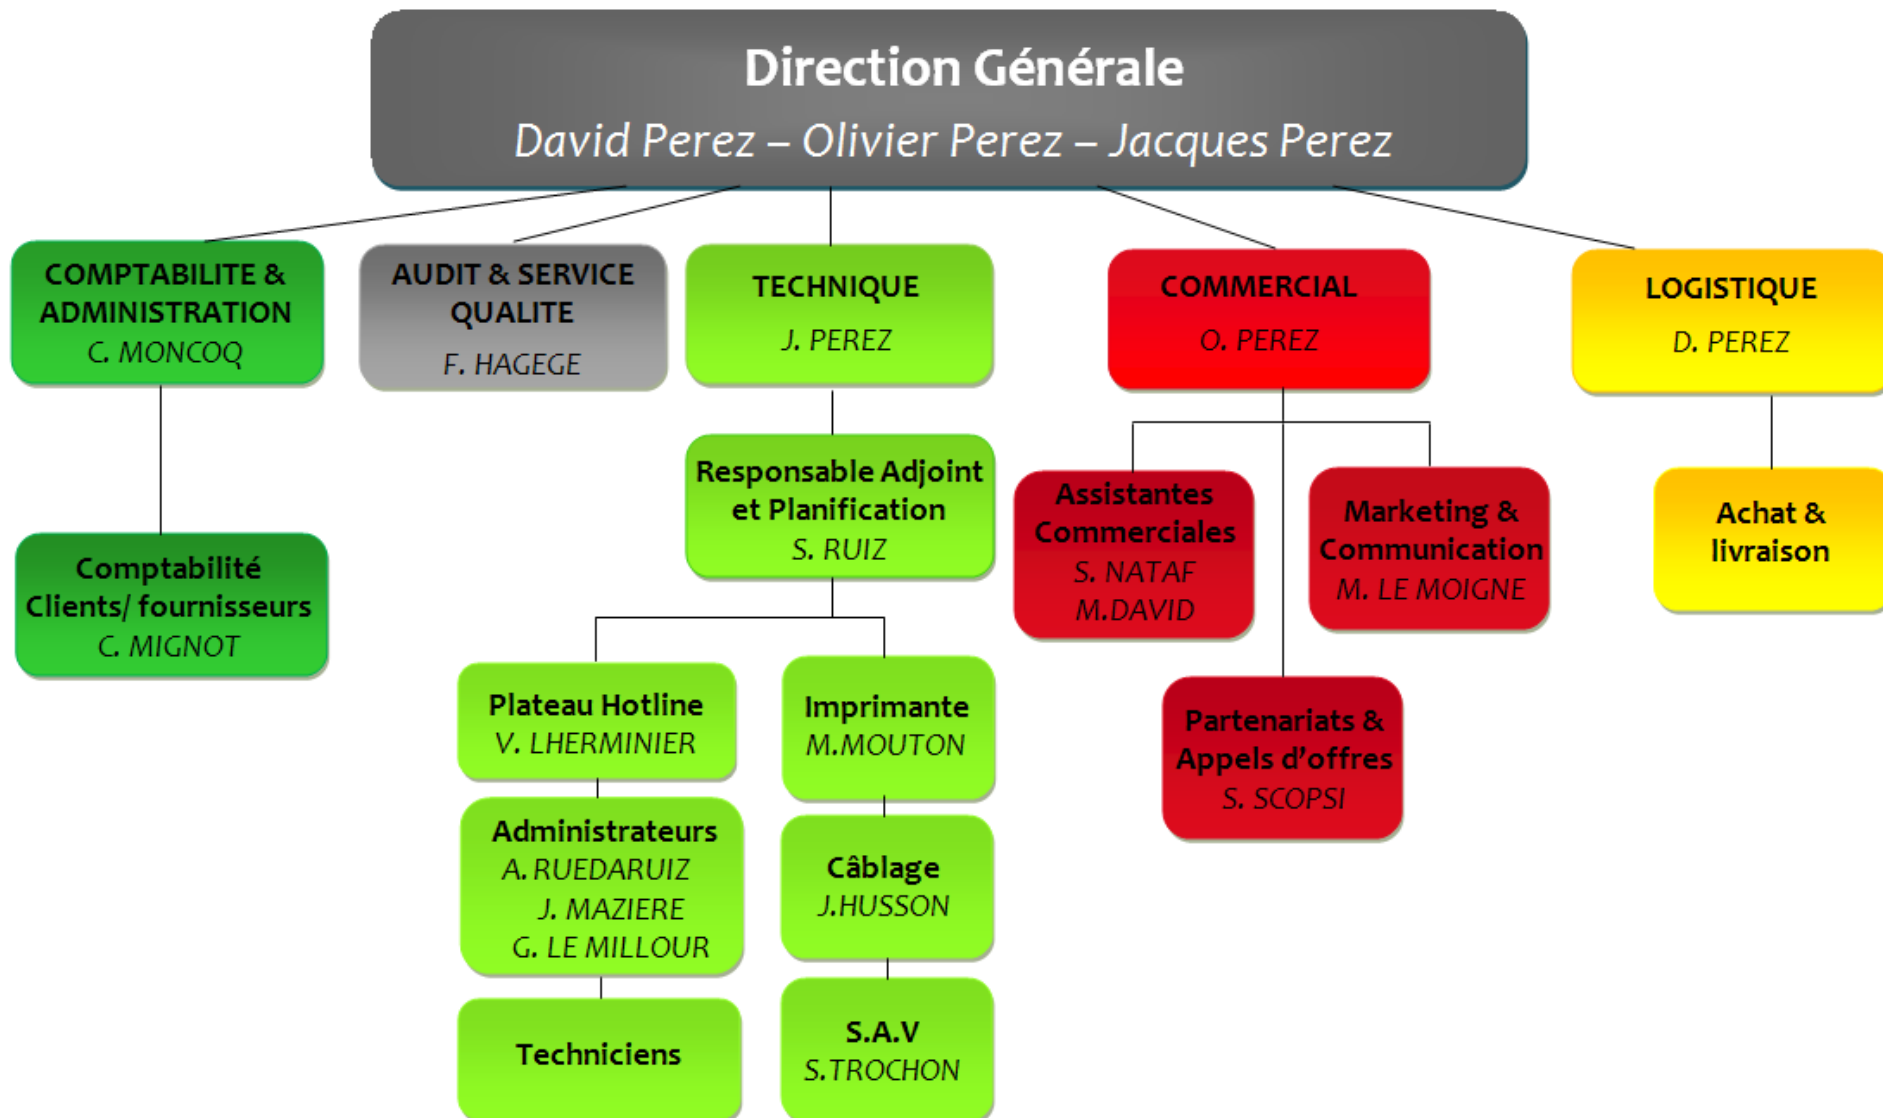 Direction Générale
David Perez – Olivier Perez – Jacques Perez
COMPTABILITE &
ADMINISTRATION
C. MONCOQ
AUDIT & SERVICE
QUALITE
F. HAGEGE
TECHNIQUE
J. PEREZ
COMMERCIAL
O. PEREZ
LOGISTIQUE
D. PEREZ
Comptabilité
Clients/ fournisseurs
C. MIGNOT
Responsable Adjoint
et Planification
S. RUIZ
Assistantes
Commerciales
S. NATAF
M.DAVID
Marketing &
Communication
M. LE MOIGNE
Achat &
livraison
Plateau Hotline
V. LHERMINIER
Imprimante
M.MOUTON
Partenariats &
Appels d’offres
S. SCOPSI
Administrateurs
A. RUEDARUIZ
J. MAZIERE
G. LE MILLOUR
Câblage
J.HUSSON
Techniciens
S.A.V
S.TROCHON